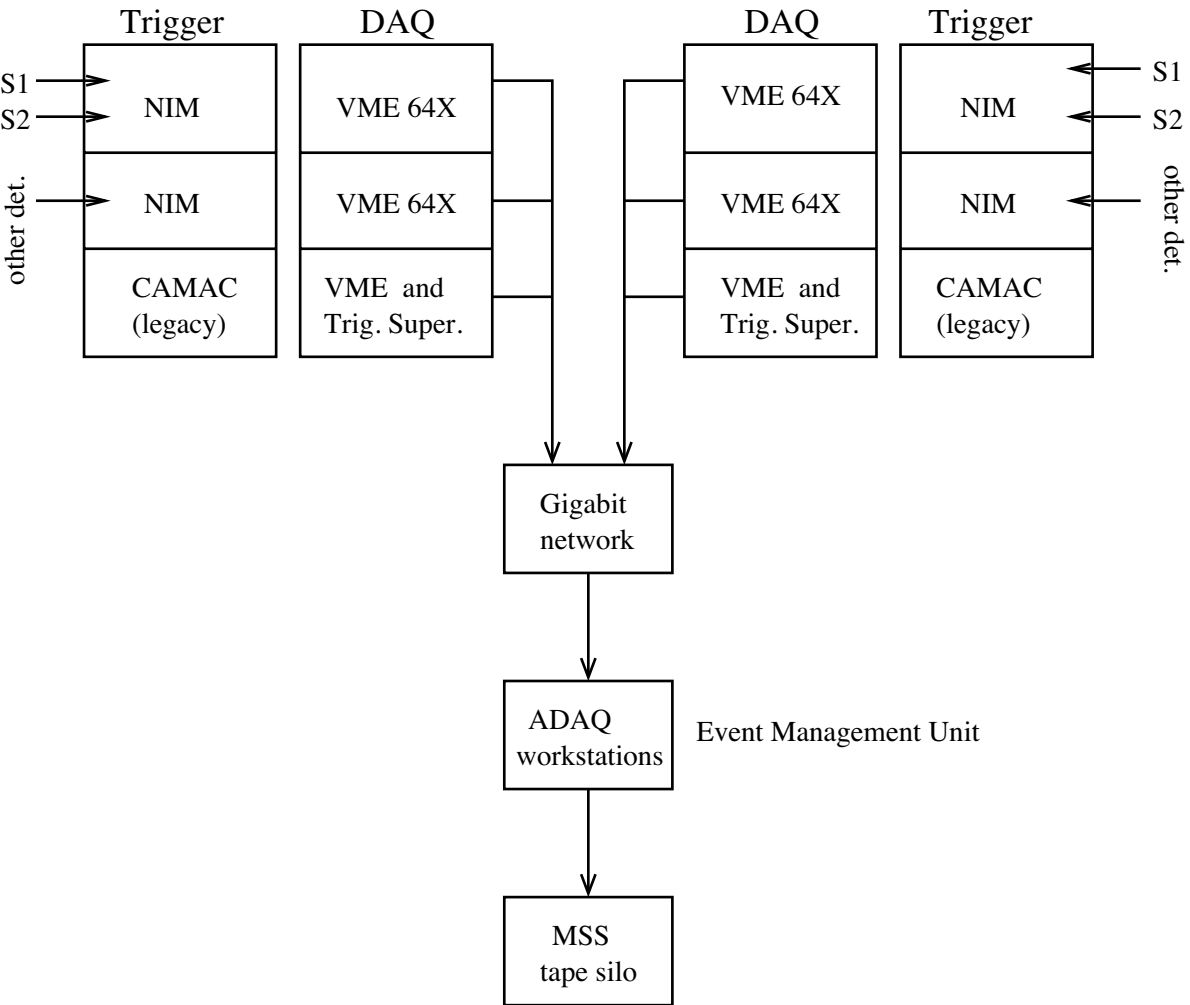 Trigger
DAQ
DAQ
Trigger
S1
S2
other det.
NIM
NIM
CAMAC
(legacy)
VME 64X
VME 64X
VME and
Trig. Super.
VME 64X
VME 64X
VME and
Trig. Super.
NIM
NIM
CAMAC
(legacy)
S1
S2
other det.
Gigabit
network
ADAQ
workstations
Event Management Unit
MSS
tape silo